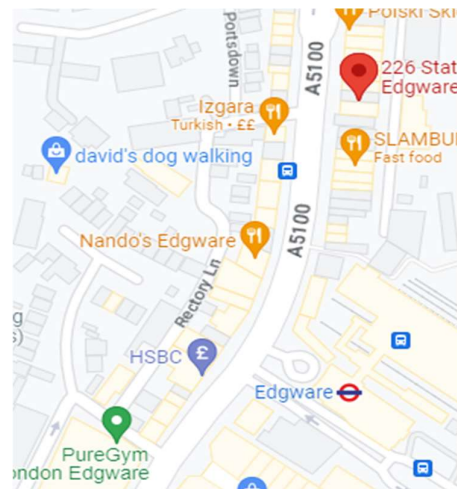 Polski Skl
Portsdown
A5100
226 Stat
Edgware
Izgara
Turkish • ££
SLAMBU
Fast food
david's dog walking
A5100
Nando's Edgware
Rectory Ln
g
s)
HSBC
£
Edgware
PureGym
ondon Edgware